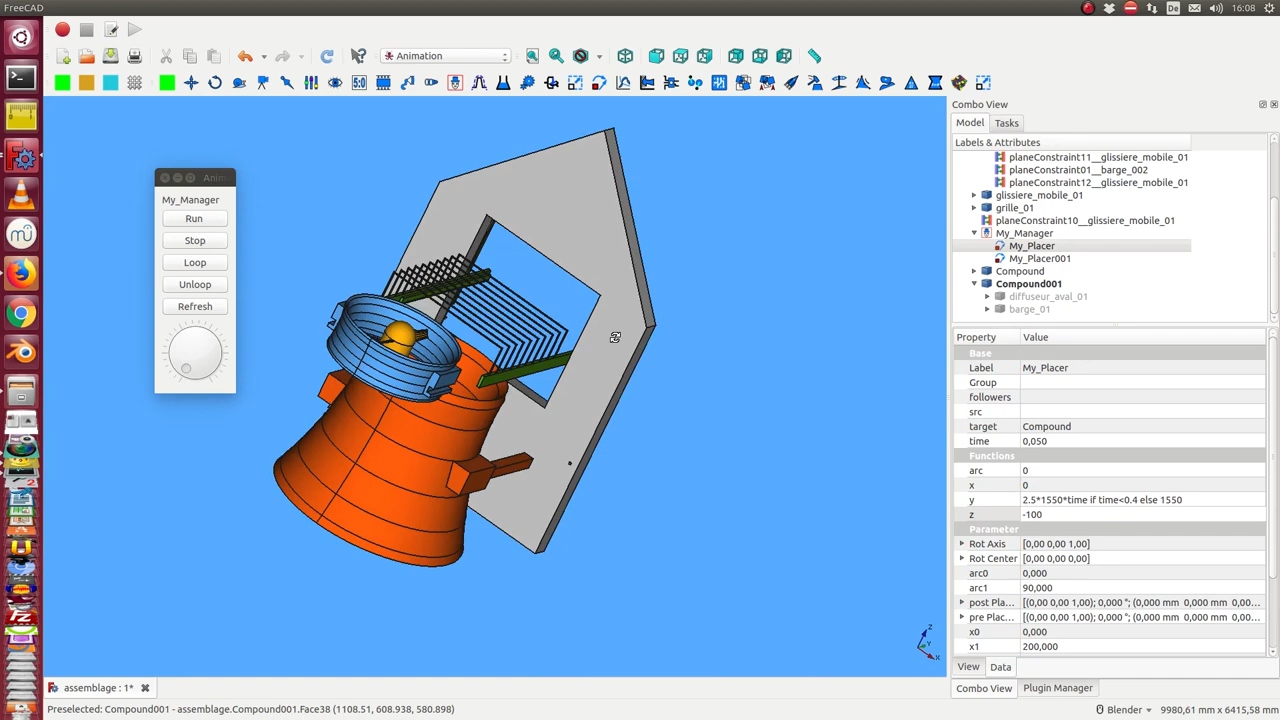 FreeCAD
De
16:08
Animation
5:0
Combo View
Model
Tasks
Labels & Attributes
planeConstraint11__glissiere_mobile_01
planeConstraint01__barge_002
planeConstraint12__glissiere_mobile_01
glissiere_mobile_01
grille_01
planeConstraint10__glissiere_mobile_01
My_Manager
My_Placer
My_Placer001
Compound
Compound001
diffuseur_aval_01
barge_01
Anim
My_Manager
Run
Stop
Loop
Unloop
Refresh
Property
Value
Base
Label
My_Placer
Group
followers
src
target
Compound
time
0,050
Functions
arc
0
x
0
y
2.5*1550*time if time<0.4 else 1550
z
-100
Parameter
Rot Axis
[0,00 0,00 1,00]
Rot Center
[0,00 0,00 0,00]
arc0
0,000
arc1
90,000
post Pla...
[(0,00 0,00 1,00); 0,000 °; (0,000 mm 0,000 mm 0,00...
pre Plac...
[(0,00 0,00 1,00); 0,000 °; (0,000 mm 0,000 mm 0,00...
x0
0,000
x1
200,000
View
Data
Combo View
Plugin Manager
z
Y
x
assemblage : 1*
Preselected: Compound001 - assemblage.Compound001.Face38 (1108.51, 608.938, 580.898)
Blender
9980,61 mm x 6415,58 mm